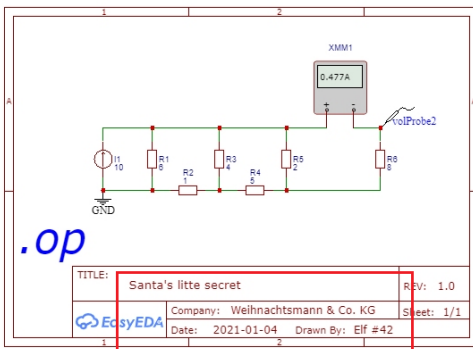 1 2
XMM1
0.477A
+ -
volProbe2
A
I1
10
R1
6
R3
4
R5
2
R6
8
R2
1
R4
5
GND
.op
TITLE:
Santa's litte secret
REV: 1.0
EasyEDA
Company: Weihnachtsmann & Co. KG
Sheet: 1/1
Date: 2021-01-04 Drawn By: Elf #42
1 2